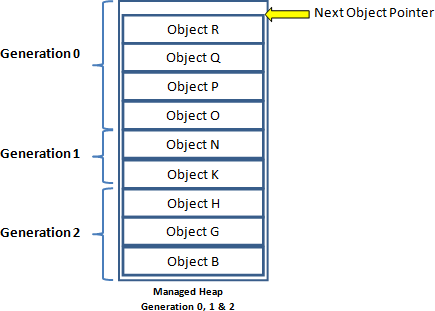 Next Object Pointer
Generation 0
Object R
Object Q
Object P
Object O
Generation 1
Object N
Object K
Generation 2
Object H
Object G
Object B
Managed Heap
Generation 0, 1 & 2